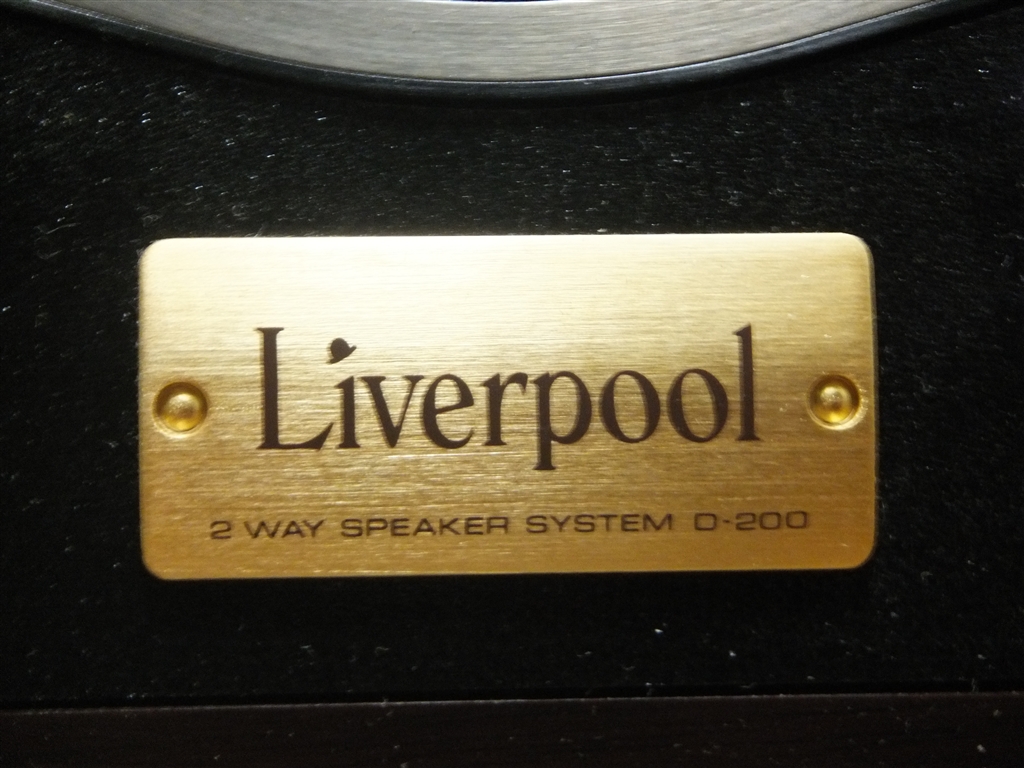 Liverpool
2 WAY SPEAKER SYSTEM D-200